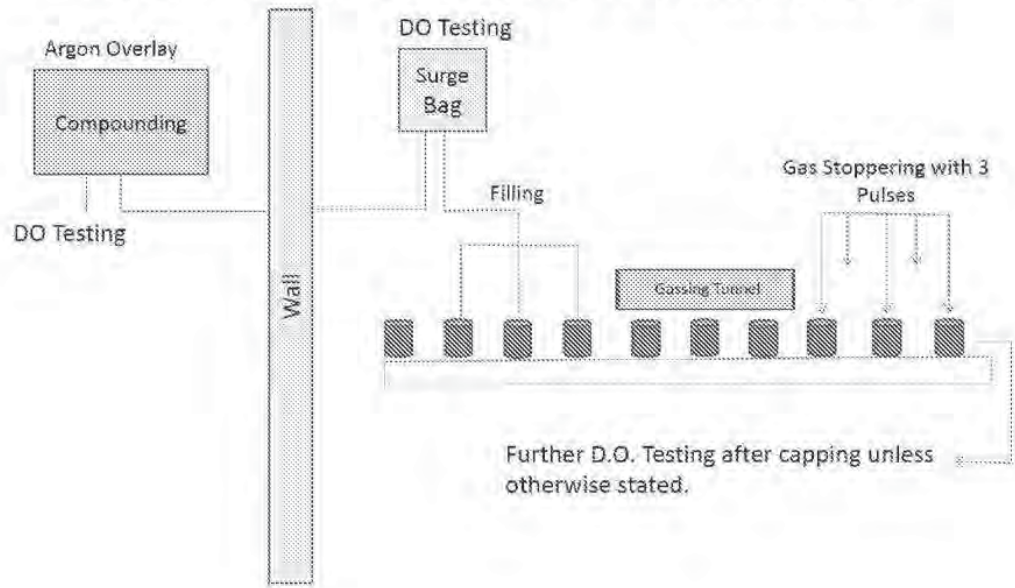 Argon Overlay
Compounding
DO Testing
Wall
DO Testing
Surge
Bag
Filling
Gassing Tunnel
Gas Stoppering with 3
Pulses
Further D.O. Testing after capping unless
otherwise stated.